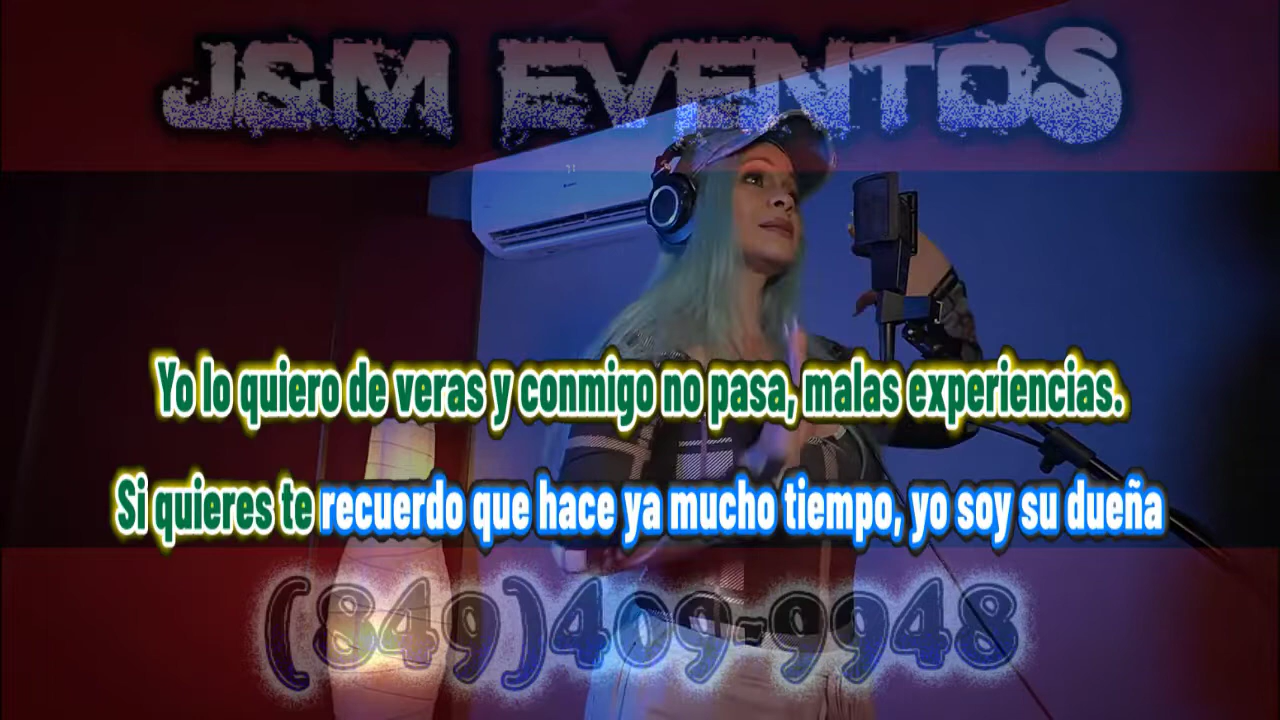 J&M EVENTOS
Yo lo quiero de veras y conmigo no pasa, malas experiencias.
Si quieres te recuerdo que hace ya mucho tiempo, yo soy su dueña
(849)409-9948